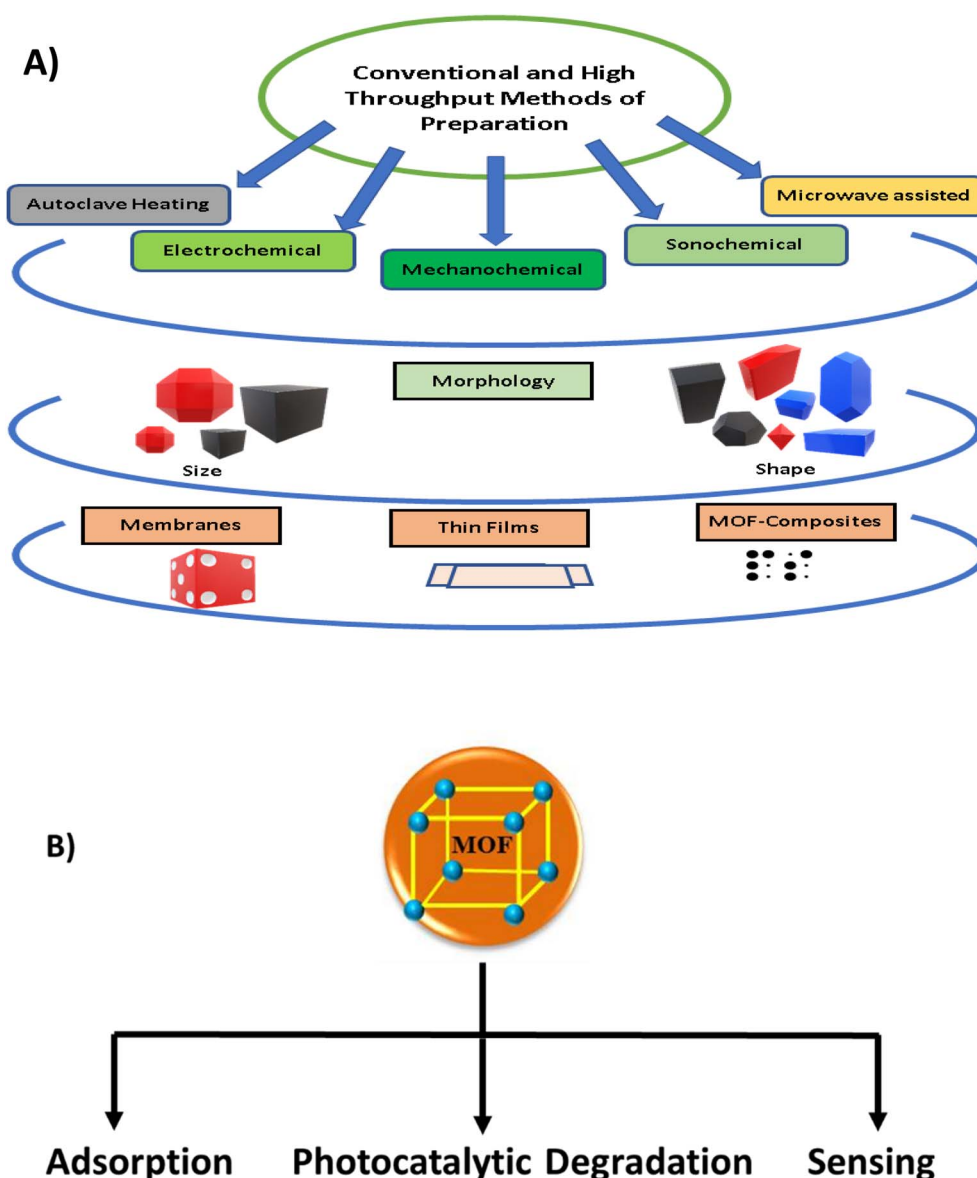 A)
Conventional and High
Throughput Methods of
Preparation
Autoclave Heating
Microwave assisted
Electrochemical
Sonochemical
Mechanochemical
Morphology
Size
Shape
Membranes
Thin Films
MOF-Composites
B)
MOF
Adsorption
Photocatalytic Degradation
Sensing